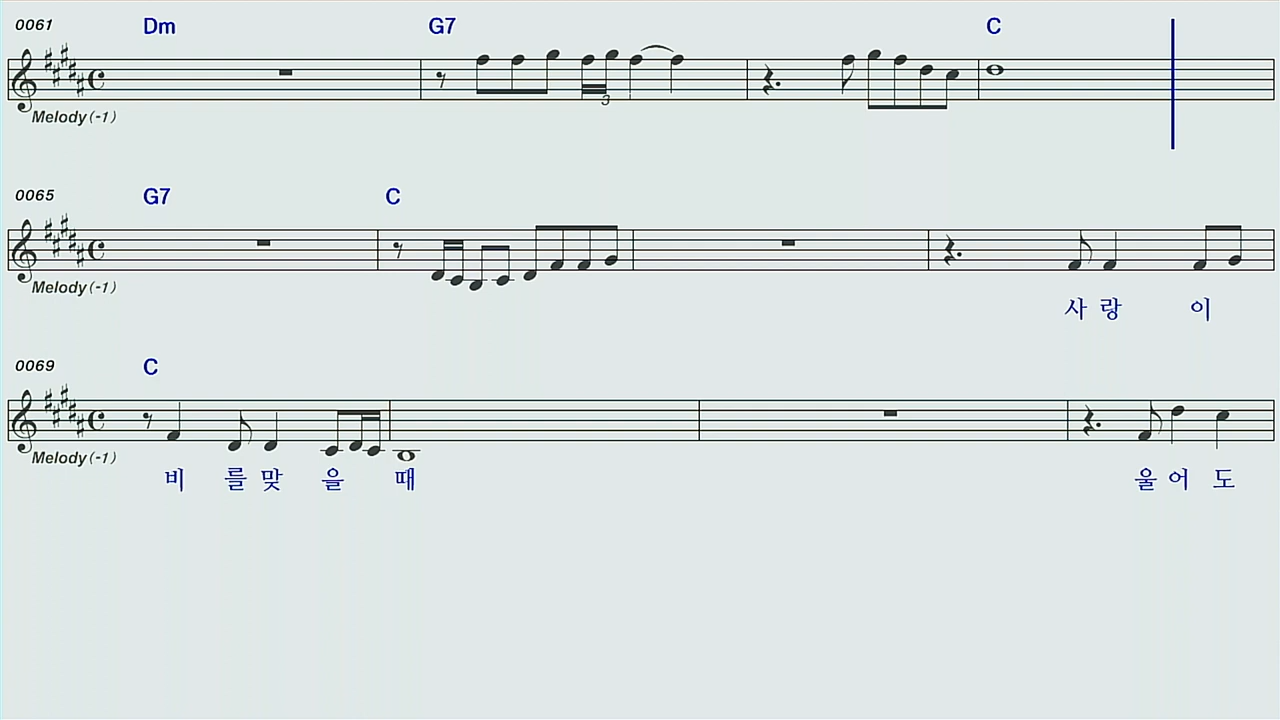 0061 Dm G7 C
3
Melody(-1)
0065 G7 C
Melody(-1)
사 랑 이
0069 C
Melody(-1)
비 를 맞 을 때 울 어 도